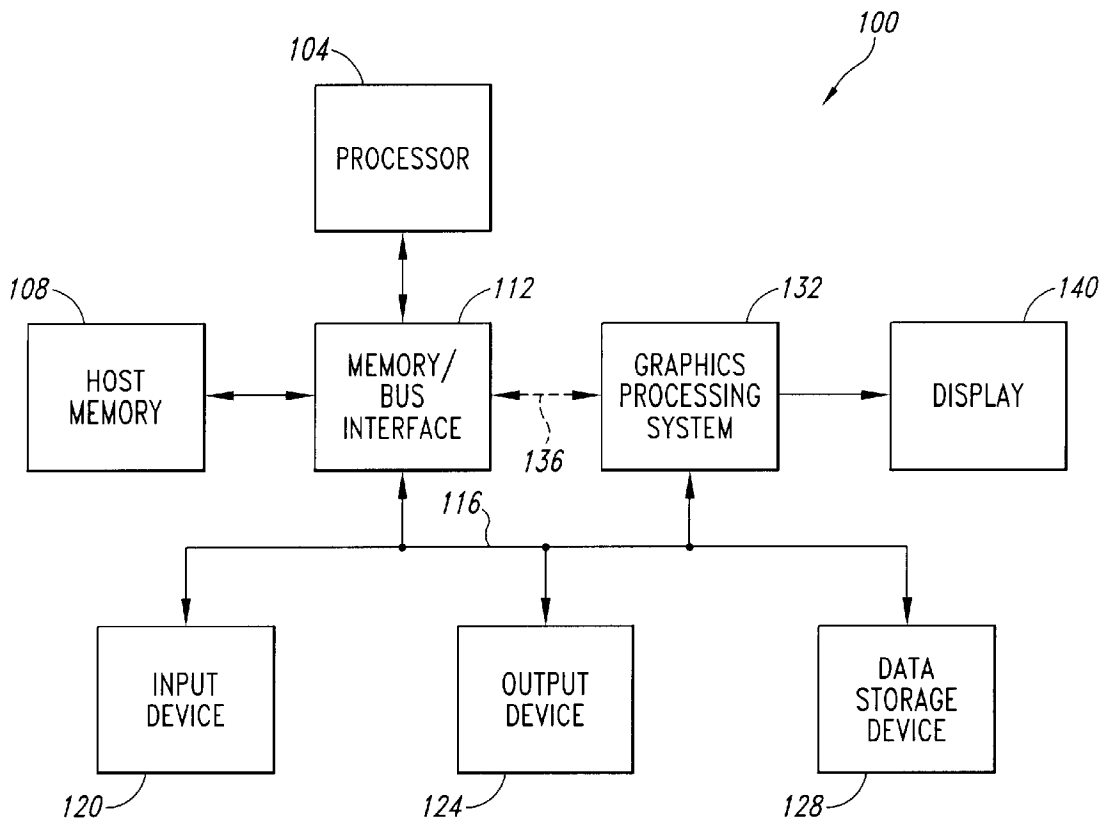 100
104
PROCESSOR
108
112
132
140
HOST
MEMORY
MEMORY/
BUS
INTERFACE
136
GRAPHICS
PROCESSING
SYSTEM
DISPLAY
116
INPUT
DEVICE
OUTPUT
DEVICE
DATA
STORAGE
DEVICE
120
124
128